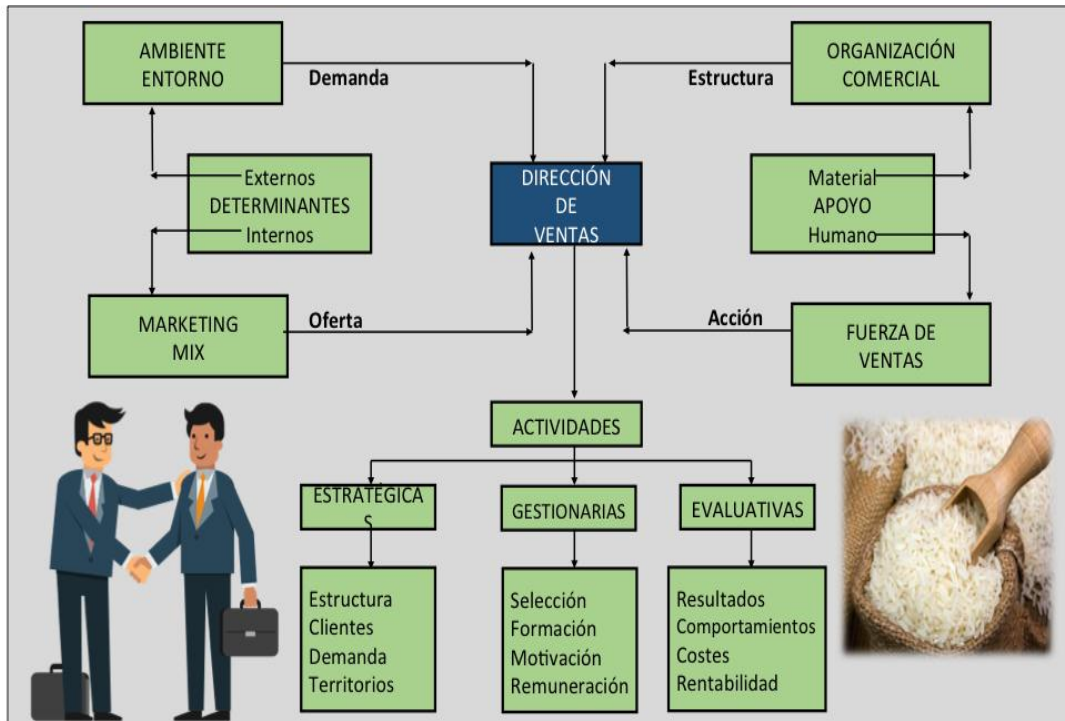 AMBIENTE
ENTORNO
Demanda
Estructura
ORGANIZACIÓN
COMERCIAL
Externos
DETERMINANTES
Internos
DIRECCIÓN
DE
VENTAS
Material
APOYO
Humano
MARKETING
MIX
Oferta
Acción
FUERZA DE
VENTAS
ACTIVIDADES
ESTRATÉGICA
S
GESTIONARIAS
EVALUATIVAS
Estructura
Clientes
Demanda
Territorios
Selección
Formación
Motivación
Remuneración
Resultados
Comportamientos
Costes
Rentabilidad